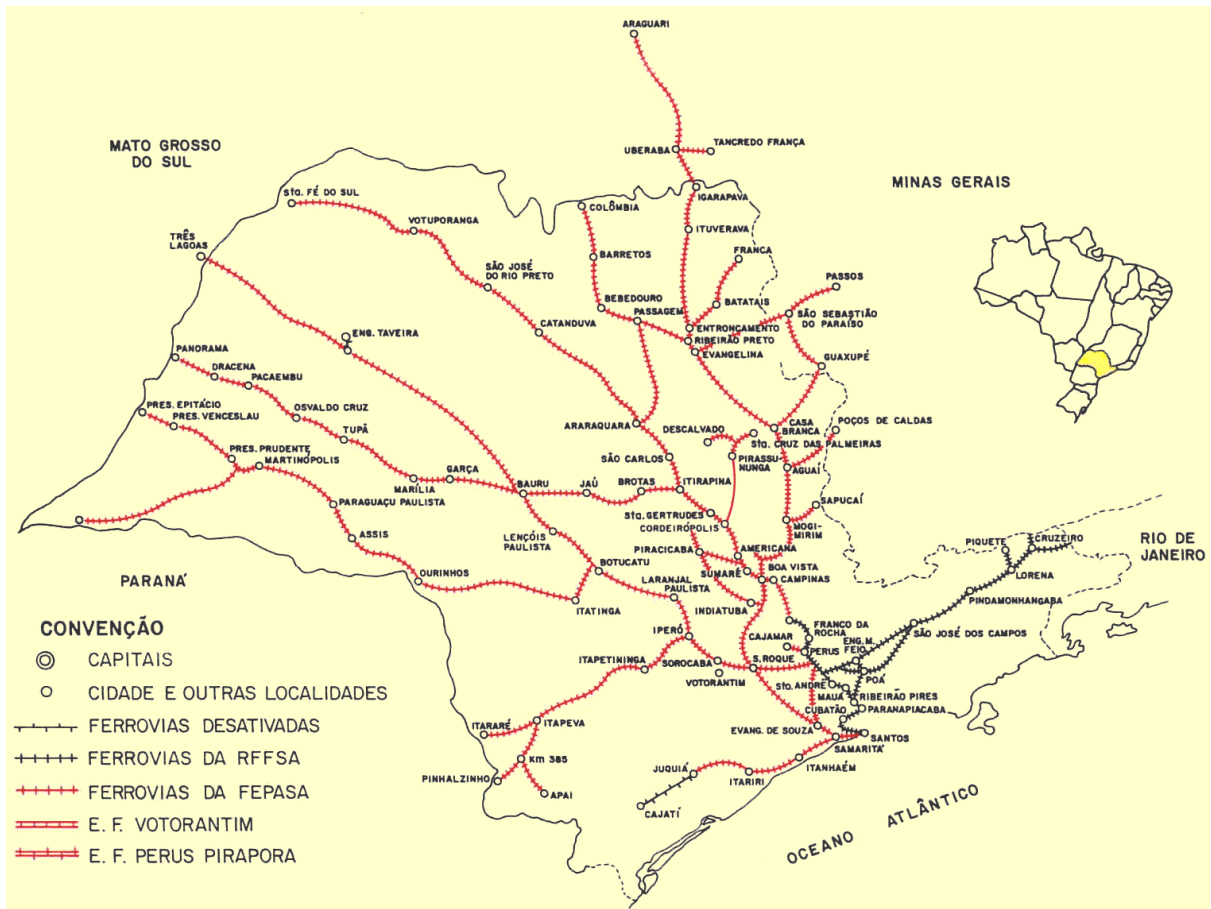 ARAGUARI
MATO GROSSO
DO SUL
UBERABA
TANCREDO FRANÇA
MINAS GERAIS
Sta. FÉ DO SUL
IGARAPAVA
COLÔMBIA
VOTUPORANGA
ITUVERAVA
TRÊS
LAGOAS
FRANCA
BARRETOS
SÃO JOSÉ
DO RIO PRETO
PASSOS
BEBEDOURO
BATATAIS
PASSAGEM
SÃO SEBASTIÃO
DO PARAÍSO
CATANDUVA
ENTRONCAMENTO
ENG. TAVEIRA
RIBEIRÃO PRETO
EVANGELINA
PANORAMA
GUAXUPÉ
DRACENA
PACAEMBU
PRES. EPITÁCIO
PRES. VENCESLAU
OSVALDO CRUZ
TUPÃ
ARARAQUARA
DESCALVADO
CASA
BRANCA
POÇOS DE CALDAS
Sta. CRUZ DAS PALMEIRAS
PRES. PRUDENTE
MARTINÓPOLIS
SÃO CARLOS
PIRASSU-
NUNGA
AGUAÍ
GARÇA
MARÍLIA
BAURU
JAÚ
BROTAS
ITIRAPINA
PARAGUAÇU PAULISTA
SAPUCAÍ
Sta. GERTRUDES
CORDEIRÓPOLIS
MOGI-
MIRIM
ASSIS
LENÇÓIS
PAULISTA
PIRACICABA
AMERICANA
PIQUETE
CRUZEIRO
RIO DE
JANEIRO
BOTUCATU
SUMARÉ
BOA VISTA
CAMPINAS
LORENA
PARANÁ
OURINHOS
LARANJAL
PAULISTA
PINDAMONHANGABA
ITATINGA
INDIATUBA
CONVENÇÃO
CAPITAIS
CIDADE E OUTRAS LOCALIDADES
FERROVIAS DESATIVADAS
FERROVIAS DA RFFSA
FERROVIAS DA FEPASA
E. F. VOTORANTIM
E. F. PERUS PIRAPORA
IPERÓ
CAJAMAR
FRANCO DA
ROCHA
PERUS
ENG. M.
FEIO
SÃO JOSÉ DOS CAMPOS
ITAPETININGA
SOROCABA
VOTORANTIM
S. ROQUE
POÁ
Sto. ANDRÉ
MAUÁ
RIBEIRÃO PIRES
CUBATÃO
PARANAPIACABA
ITARARÉ
ITAPEVA
EVANG. DE SOUZA
SANTOS
SAMARITÁ
Km 385
PINHALZINHO
APAI
JUQUIÁ
ITARIRI
ITANHAÉM
CAJATÍ
OCEANO ATLÂNTICO